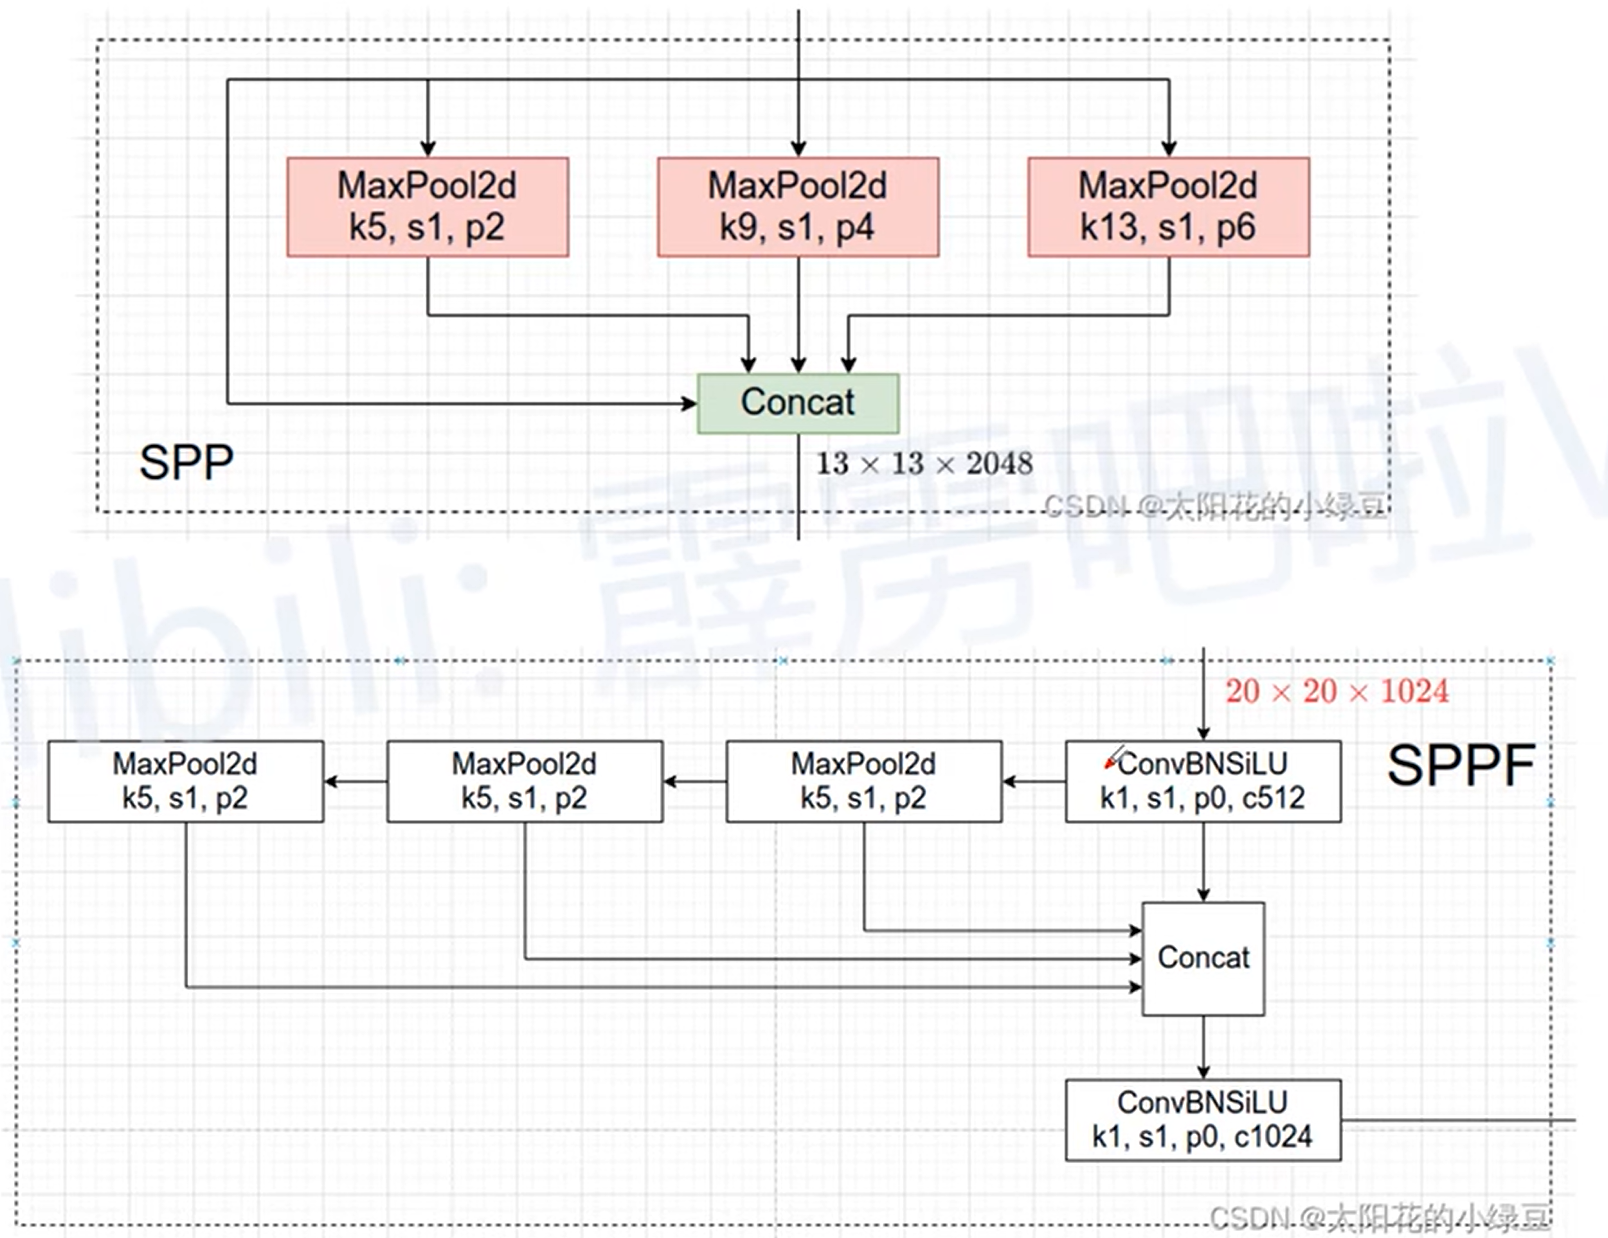 MaxPool2d
k5, s1, p2
MaxPool2d
k9, s1, p4
MaxPool2d
k13, s1, p6
Concat
SPP
13 × 13 × 2048
CSDN @太阳花的小绿豆
libili: 霹雳吧啦W
20 × 20 × 1024
SPPF
MaxPool2d
k5, s1, p2
MaxPool2d
k5, s1, p2
MaxPool2d
k5, s1, p2
ConvBNSiLU
k1, s1, p0, c512
Concat
ConvBNSiLU
k1, s1, p0, c1024
CSDN @太阳花的小绿豆